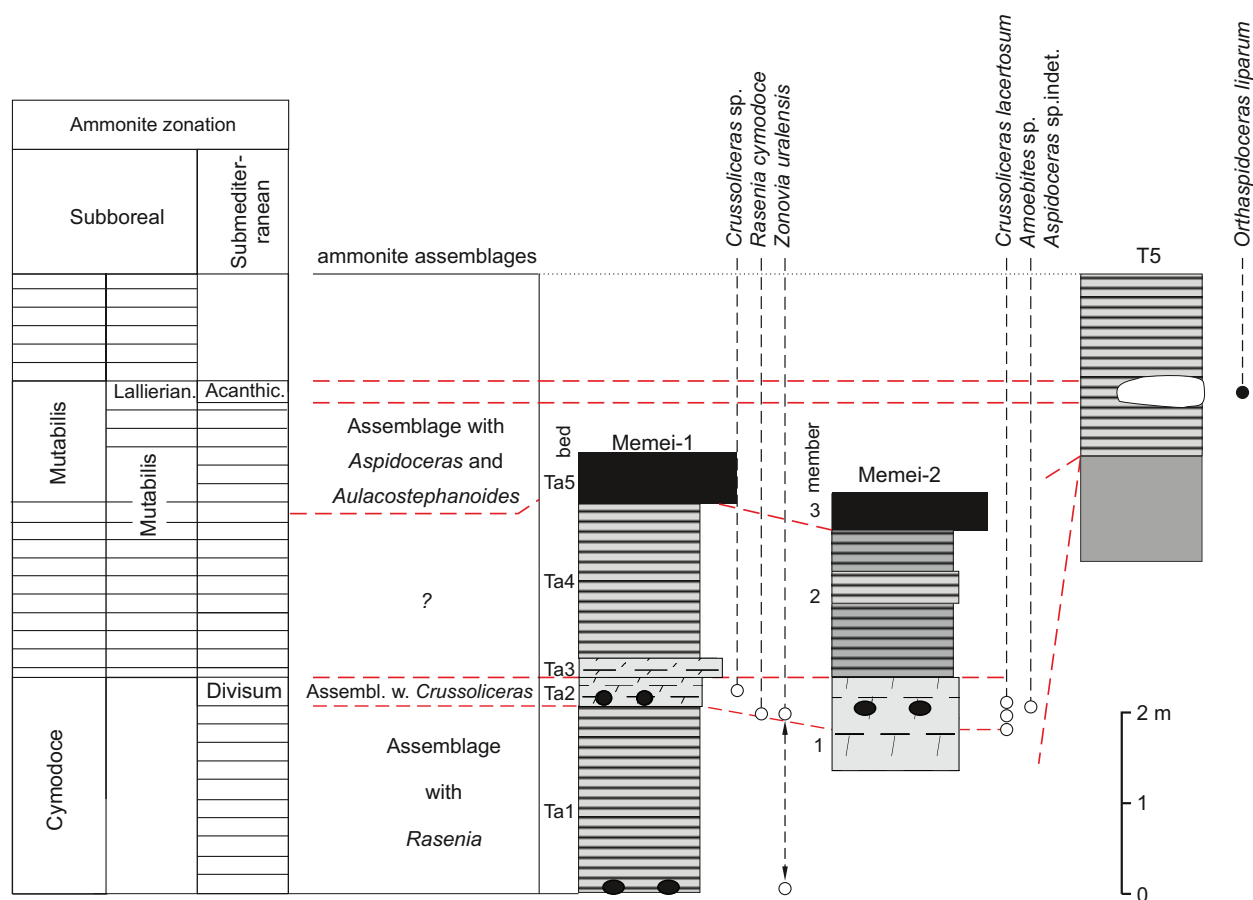 Ammonite zonation
Subboreal
Submediter-
ranean
Mutabilis
Cymodoce
Lallierian.
Mutabilis
Acanthic.
Divisum
ammonite assemblages
Assemblage with
Aspidoceras and
Aulacostephanoides
?
Assembl. w. Crussoliceras
Assemblage
with
Rasenia
bed
Ta5
Ta4
Ta3
Ta2
Ta1
Memei-1
Crussoliceras sp.
Rasenia cymodoce
Zonovia uralensis
member
3
2
1
Memei-2
Crussoliceras lacertosum
Amoebites sp.
Aspidoceras sp.indet.
T5
Orthaspidoceras liparum
2 m
1
0